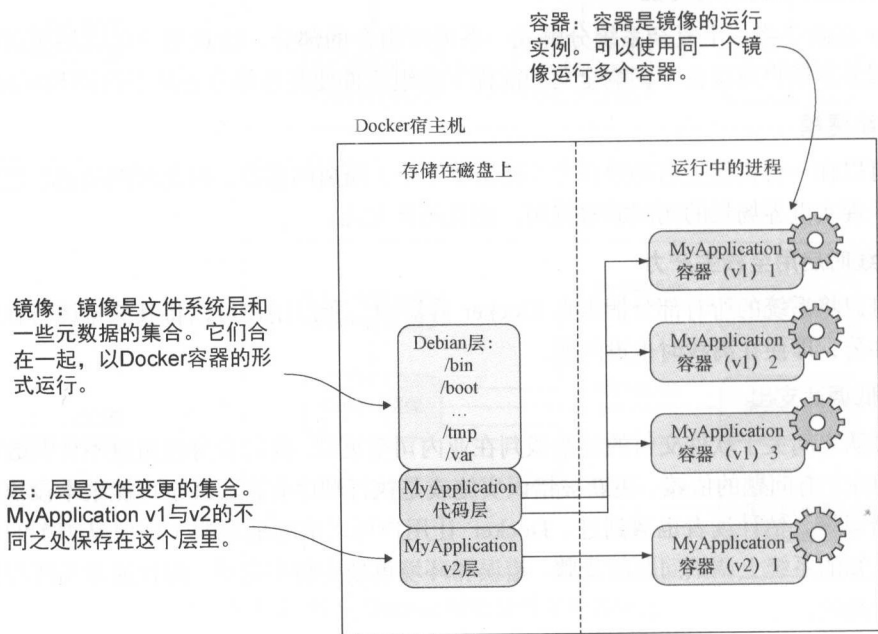 容器：容器是镜像的运行
实例。可以使用同一个镜
像运行多个容器。
Docker宿主机
存储在磁盘上
运行中的进程
MyApplication
容器（v1）1
镜像：镜像是文件系统层和
一些元数据的集合。它们合
在一起，以Docker容器的形
式运行。
Debian层：
/bin
/boot
…
/tmp
/var
MyApplication
容器（v1）2
MyApplication
容器（v1）3
层：层是文件变更的集合。
MyApplication v1与v2的不
同之处保存在这个层里。
MyApplication
代码层
MyApplication
v2层
MyApplication
容器（v2）1